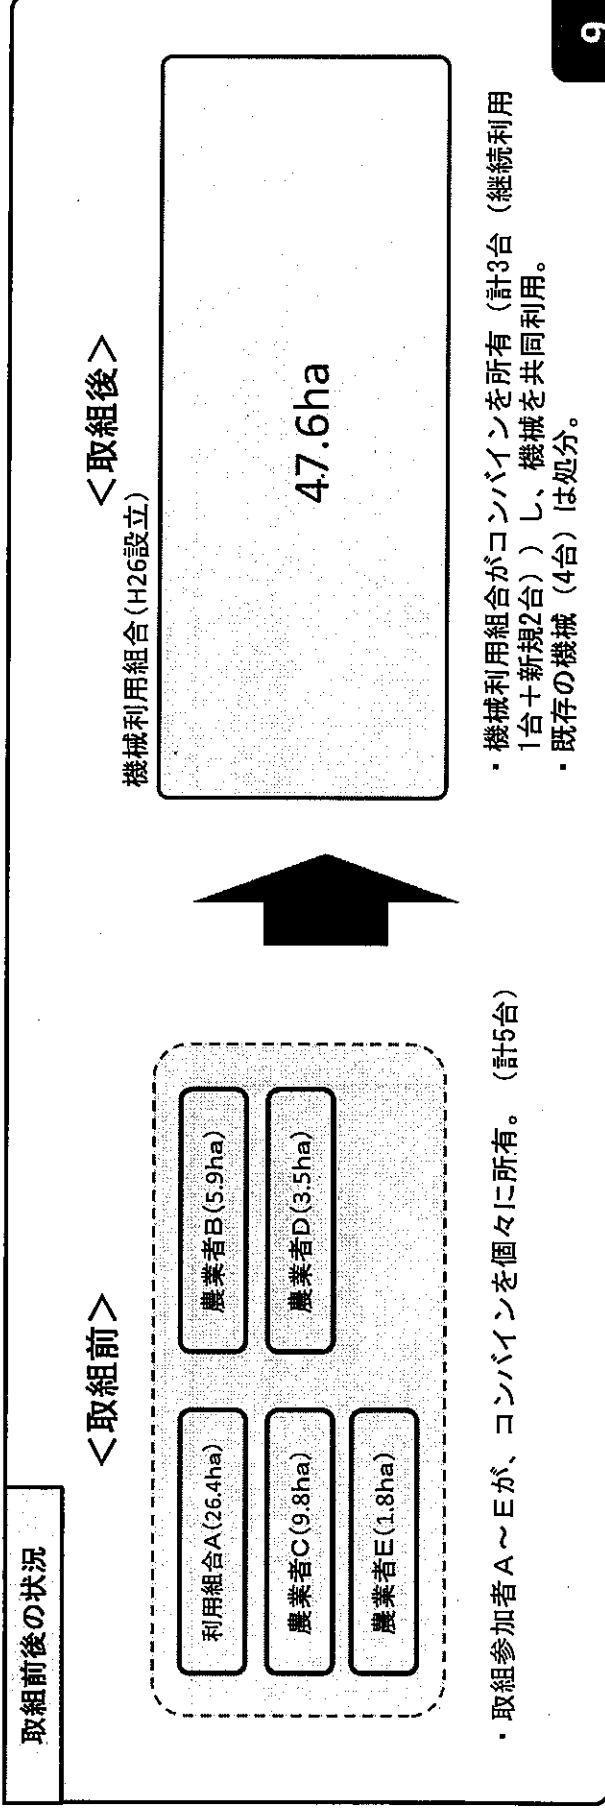 取組前後の状況
＜取組前＞
利用組合A(26.4ha)
農業者B(5.9ha)
農業者C(9.8ha)
農業者D(3.5ha)
農業者E(1.8ha)
・取組参加者A～Eが、コンバインを個々に所有。（計5台）
＜取組後＞
機械利用組合(H26設立)
47.6ha
・機械利用組合がコンバインを所有（計3台（継続利用
1台＋新規2台））し、機械を共同利用。
・既存の機械（4台）は処分。
9